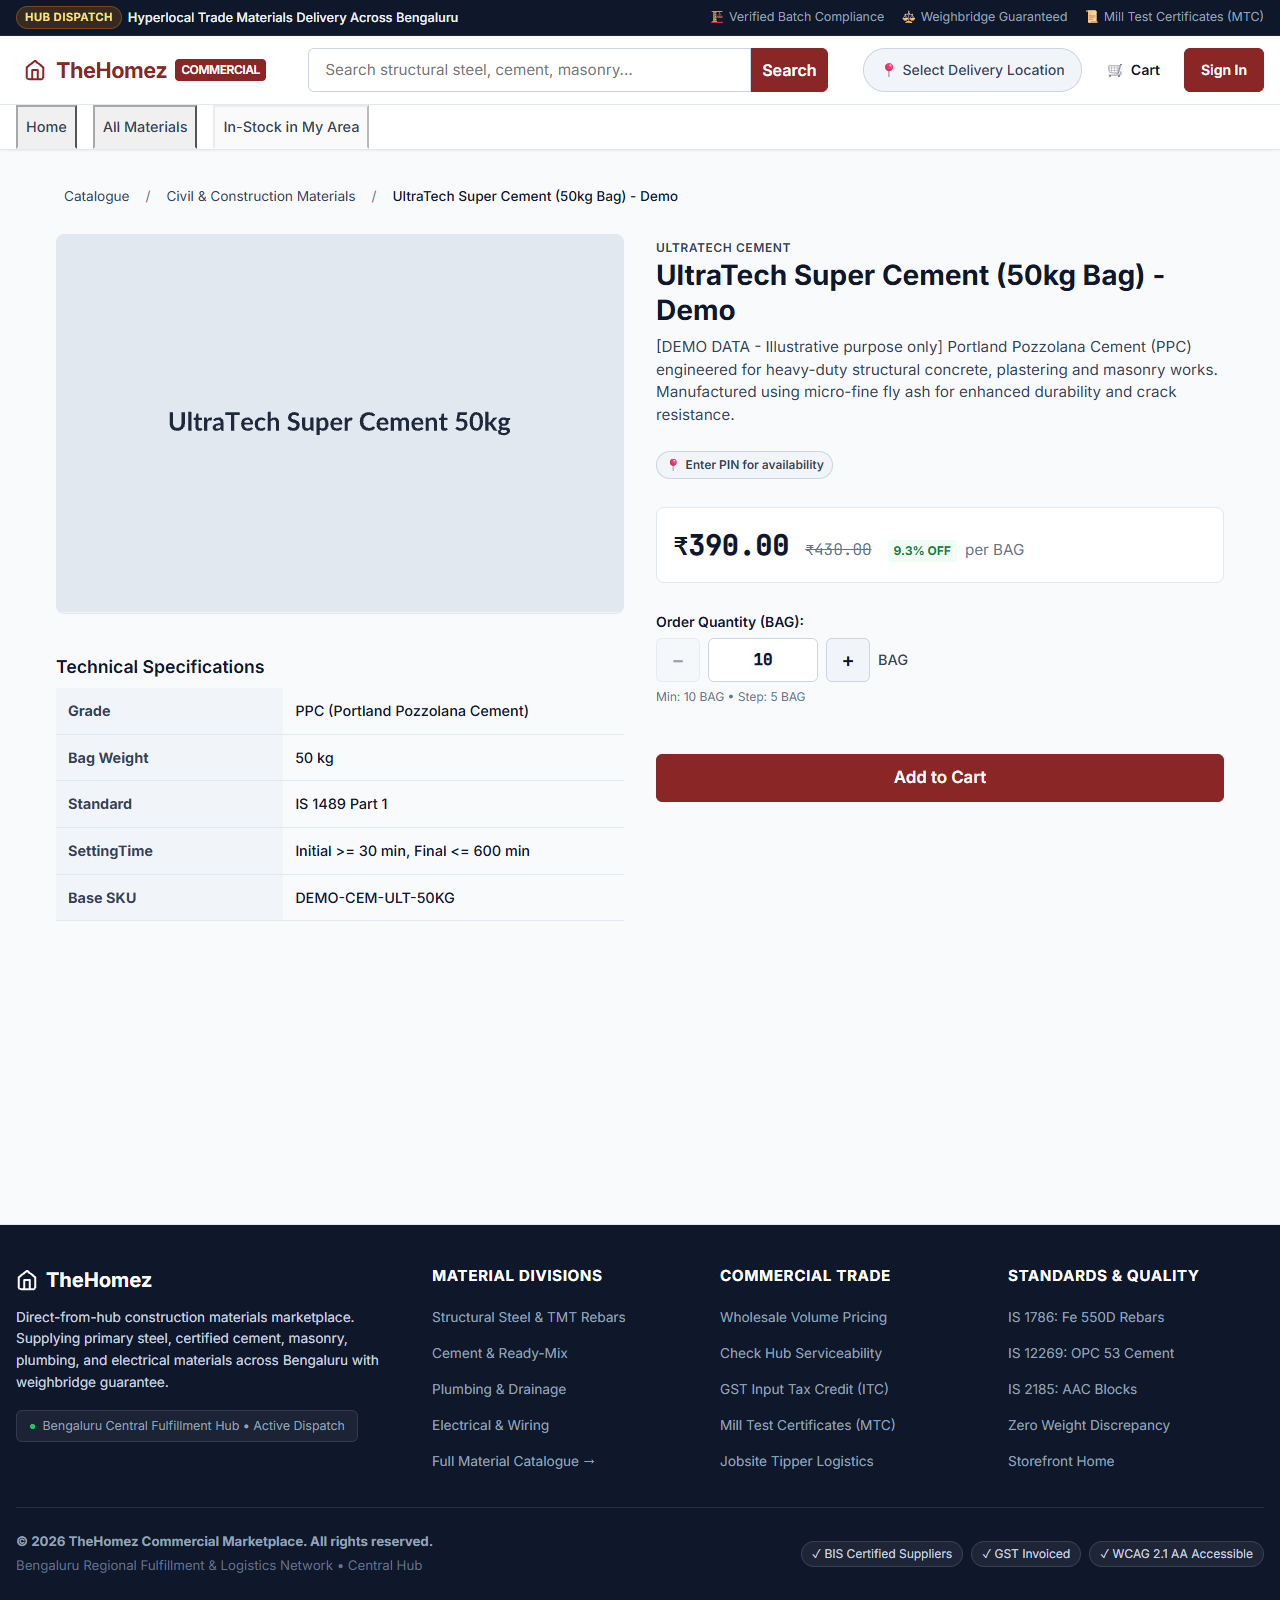 HUB DISPATCH Hyperlocal Trade Materials Delivery Across Bengaluru
Verified Batch Compliance
Weighbridge Guaranteed
Mill Test Certificates (MTC)
TheHomez COMMERCIAL
Search structural steel, cement, masonry...
Search
Select Delivery Location
Cart
Sign In
Home
All Materials
In-Stock in My Area
Catalogue / Civil & Construction Materials / UltraTech Super Cement (50kg Bag) - Demo
UltraTech Super Cement 50kg
Technical Specifications
Grade PPC (Portland Pozzolana Cement)
Bag Weight 50 kg
Standard IS 1489 Part 1
SettingTime Initial >= 30 min, Final <= 600 min
Base SKU DEMO-CEM-ULT-50KG
ULTRATECH CEMENT
UltraTech Super Cement (50kg Bag) -
Demo
[DEMO DATA - Illustrative purpose only] Portland Pozzolana Cement (PPC)
engineered for heavy-duty structural concrete, plastering and masonry works.
Manufactured using micro-fine fly ash for enhanced durability and crack
resistance.
Enter PIN for availability
₹390.00 ₹430.00 9.3% OFF per BAG
Order Quantity (BAG):
− 10 + BAG
Min: 10 BAG • Step: 5 BAG
Add to Cart
TheHomez
Direct-from-hub construction materials marketplace.
Supplying primary steel, certified cement, masonry,
plumbing, and electrical materials across Bengaluru with
weighbridge guarantee.
● Bengaluru Central Fulfillment Hub • Active Dispatch
MATERIAL DIVISIONS
Structural Steel & TMT Rebars
Cement & Ready-Mix
Plumbing & Drainage
Electrical & Wiring
Full Material Catalogue →
COMMERCIAL TRADE
Wholesale Volume Pricing
Check Hub Serviceability
GST Input Tax Credit (ITC)
Mill Test Certificates (MTC)
Jobsite Tipper Logistics
STANDARDS & QUALITY
IS 1786: Fe 550D Rebars
IS 12269: OPC 53 Cement
IS 2185: AAC Blocks
Zero Weight Discrepancy
Storefront Home
© 2026 TheHomez Commercial Marketplace. All rights reserved.
Bengaluru Regional Fulfillment & Logistics Network • Central Hub
✓ BIS Certified Suppliers
✓ GST Invoiced
✓ WCAG 2.1 AA Accessible